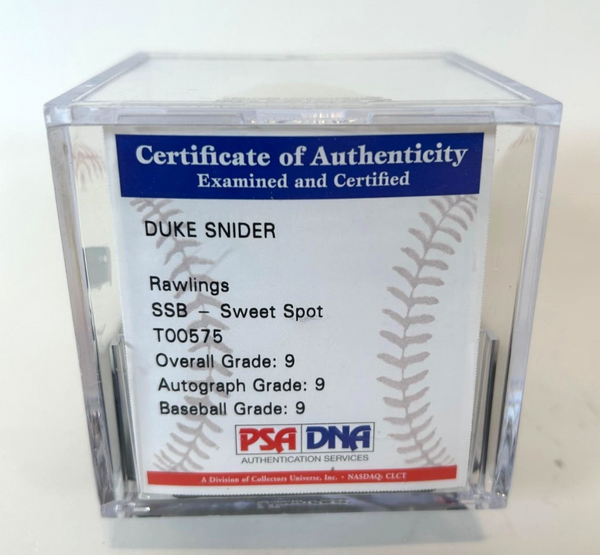 Certificate of Authenticity
Examined and Certified
DUKE SNIDER
Rawlings
SSB – Sweet Spot
T00575
Overall Grade: 9
Autograph Grade: 9
Baseball Grade: 9
PSA DNA
AUTHENTICATION SERVICES
A Division of Collectors Universe, Inc. - NASDAQ: CLCT